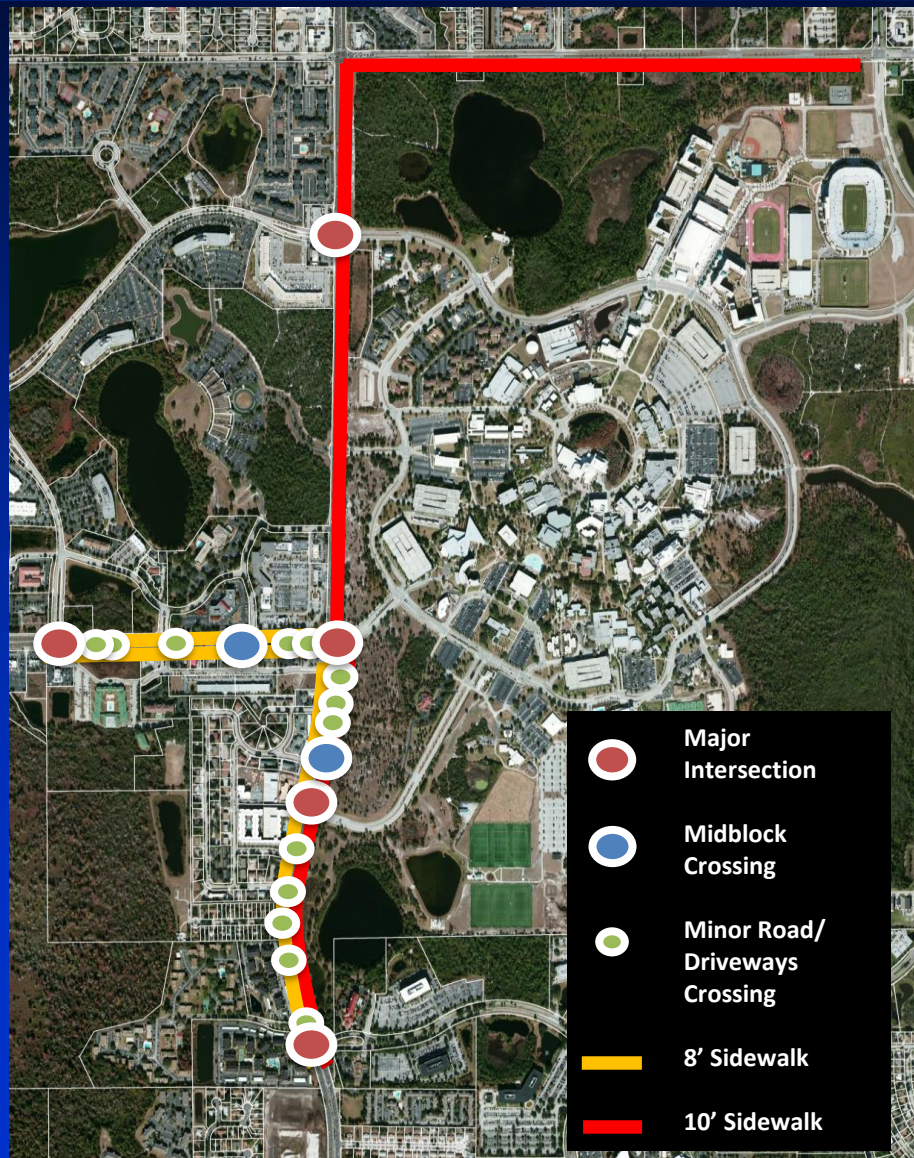 Major
Intersection
Midblock
Crossing
Minor Road/
Driveways
Crossing
8’ Sidewalk
10’ Sidewalk